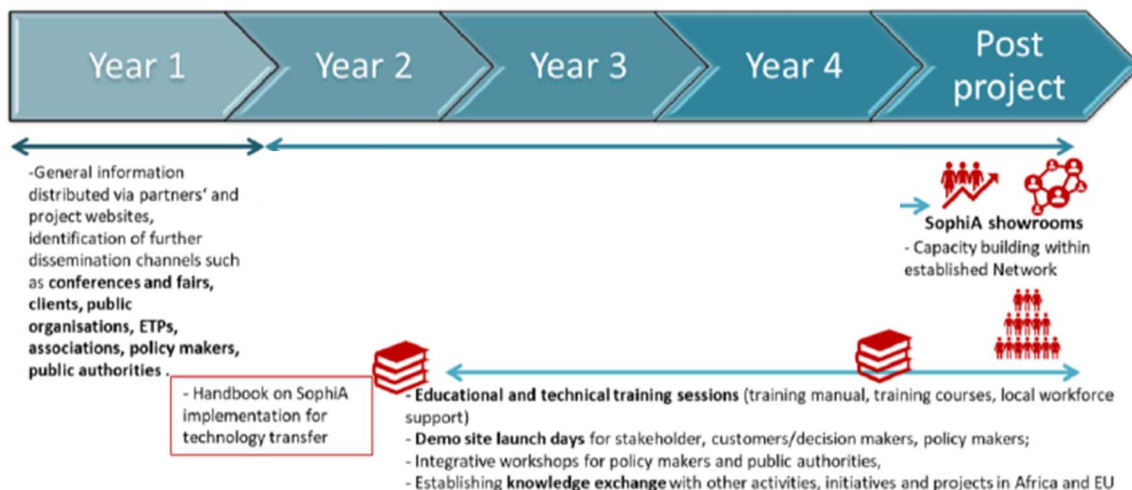 Year 1
Year 2
Year 3
Year 4
Post
project
-General information
distributed via partners' and
project websites,
identification of further
dissemination channels such
as conferences and fairs,
clients, public
organisations, ETPs,
associations, policy makers,
public authorities .
SophiA showrooms
- Capacity building within
established Network
- Handbook on SophiA
implementation for
technology transfer
- Educational and technical training sessions (training manual, training courses, local workforce
support)
- Demo site launch days for stakeholder, customers/decision makers, policy makers;
- Integrative workshops for policy makers and public authorities,
- Establishing knowledge exchange with other activities, initiatives and projects in Africa and EU